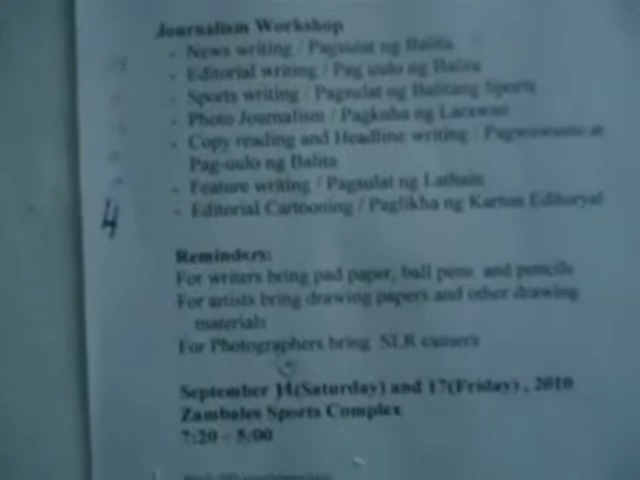 Journalism Workshop
- News writing / Pagsulat ng Balita
- Editorial writing / Pag uulo ng Balita
- Sports writing / Pagsulat ng Balitang Sports
- Photo Journalism / Pagkuha ng Larawan
- Copy reading and Headline writing / Pagwawasto at
Pag-uulo ng Balita
- Feature writing / Pagsulat ng Lathain
4
- Editorial Cartooning / Paglikha ng Kartun Editoryal
Reminders:
For writers bring pad paper, ball pens and pencils
For artists bring drawing papers and other drawing
materials
For Photographers bring SLR camera
September (Saturday) and 17(Friday) , 2010
Zambales Sports Complex
7:20 – 5:00